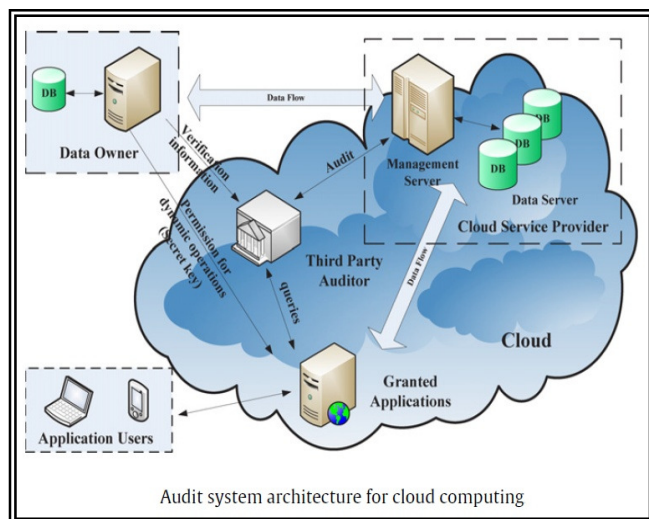 DB
Data Owner
Data Flow
Verification
information
Permission for
dynamic operations
(Secret key)
Audit
Management
Server
DB
DB
DB
Data Server
Cloud Service Provider
Third Party
Auditor
Data Flow
queries
Cloud
Granted
Applications
Application Users
Audit system architecture for cloud computing